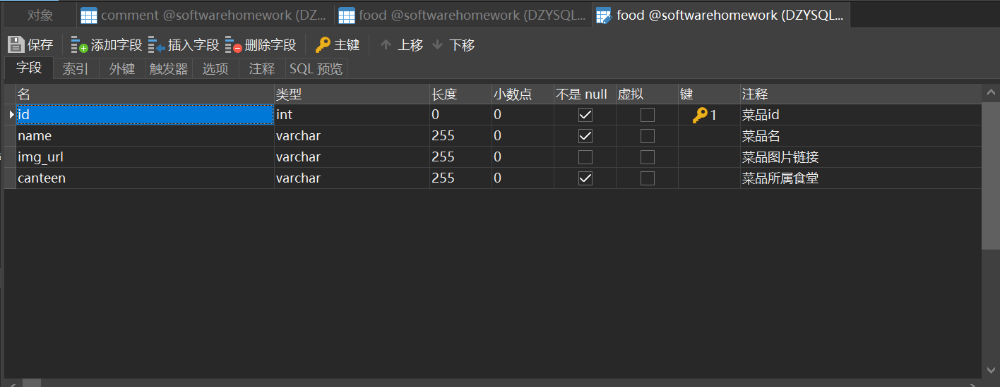 对象 comment @softwarehomework (DZ... food @softwarehomework (DZYSQL... food @softwarehomework (DZYSQL...
保存 添加字段 插入字段 删除字段 主键 上移 下移
字段 索引 外键 触发器 选项 注释 SQL 预览
名 类型 长度 小数点 不是 null 虚拟 键 注释
id int 0 0 1 菜品id
name varchar 255 0 菜品名
img_url varchar 255 0 菜品图片链接
canteen varchar 255 0 菜品所属食堂